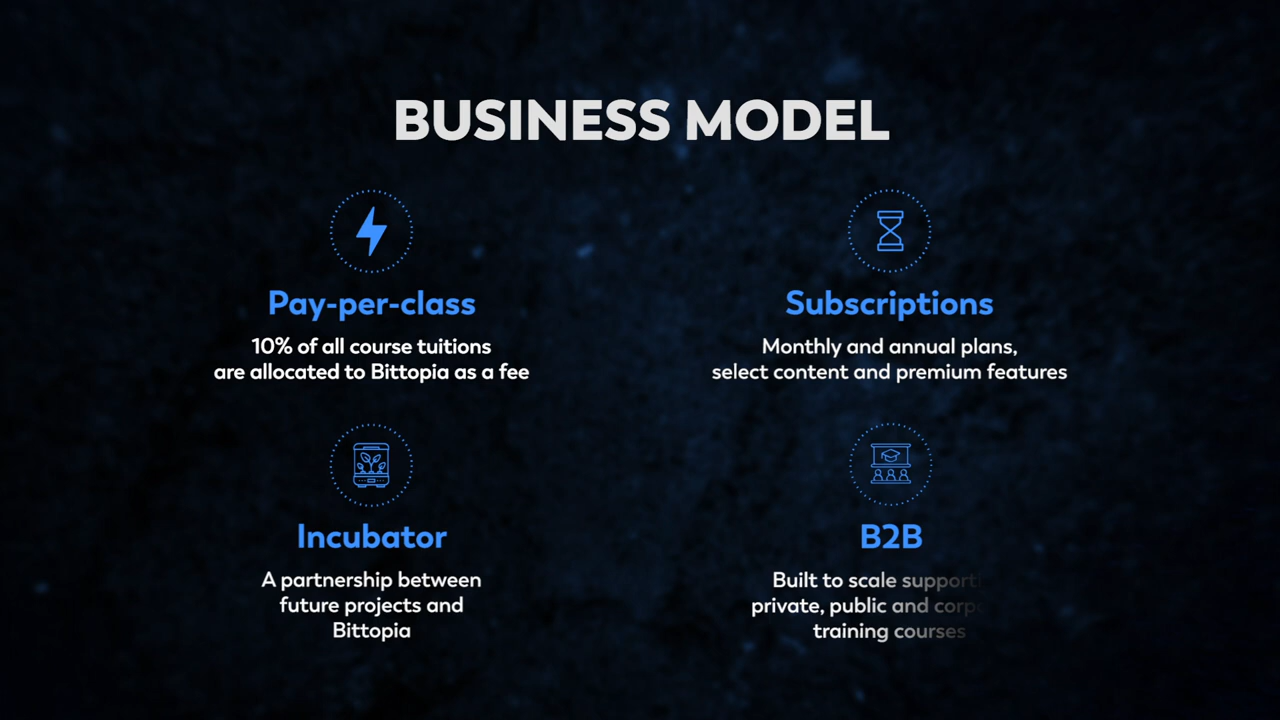 BUSINESS MODEL
Pay-per-class
10% of all course tuitions
are allocated to Bittopia as a fee
Subscriptions
Monthly and annual plans,
select content and premium features
Incubator
A partnership between
future projects and
Bittopia
B2B
Built to scale support
private, public and
training courses